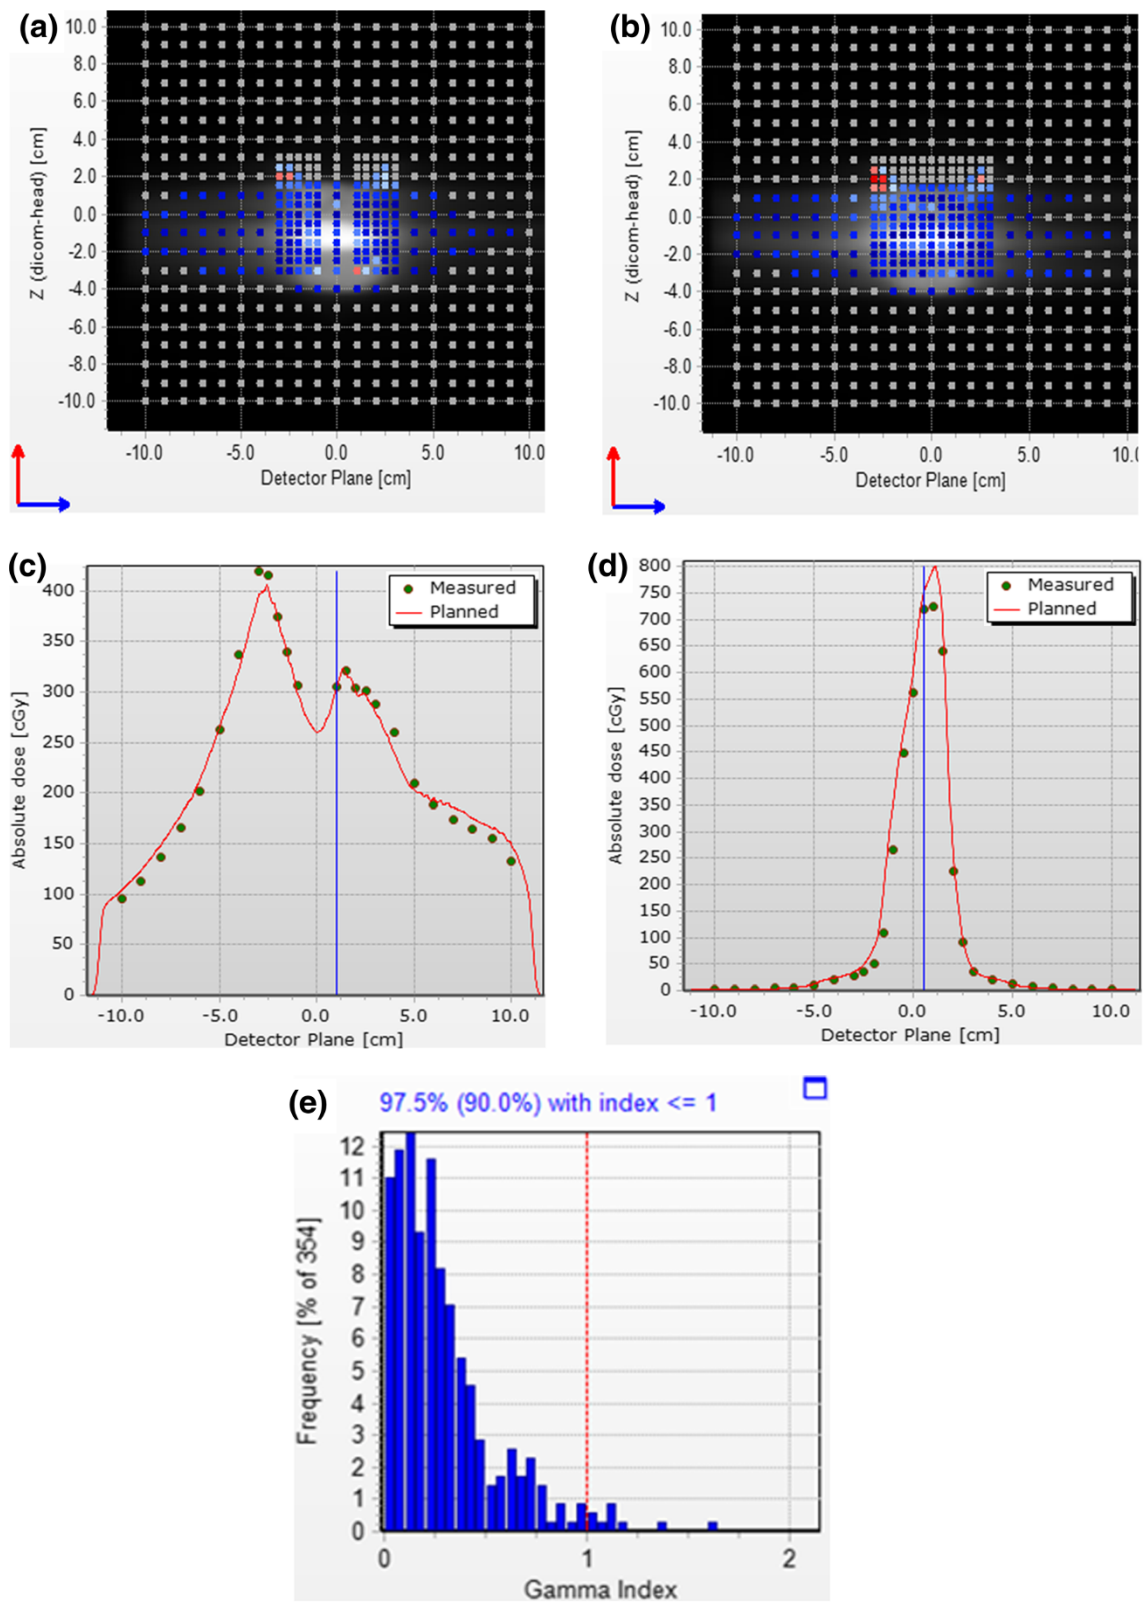 (a)
10.0
8.0
6.0
4.0
2.0
0.0
-2.0
-4.0
-6.0
-8.0
-10.0
Z (dicom-head) [cm]
-10.0 -5.0 0.0 5.0 10.0
Detector Plane [cm]
(b)
10.0
8.0
6.0
4.0
2.0
0.0
-2.0
-4.0
-6.0
-8.0
-10.0
Z (dicom-head) [cm]
-10.0 -5.0 0.0 5.0 10.(
Detector Plane [cm]
(c)
400
350
300
250
200
150
100
50
0
Absolute dose [cGy]
Measured
Planned
-10.0 -5.0 0.0 5.0 10.0
Detector Plane [cm]
(d)
800
750
700
650
600
550
500
450
400
350
300
250
200
150
100
50
0
Absolute dose [cGy]
Measured
Planned
-10.0 -5.0 0.0 5.0 10.0
Detector Plane [cm]
(e)
97.5% (90.0%) with index <= 1
12
11
10
9
8
7
6
5
4
3
2
1
0
Frequency [% of 354]
0 1 2
Gamma Index